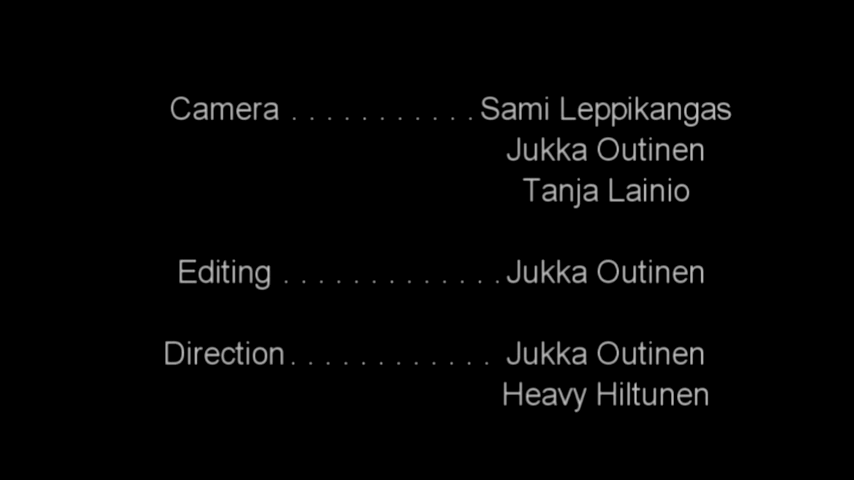 Camera . . . . . . . . . . . Sami Leppikangas
Jukka Outinen
Tanja Lainio
Editing . . . . . . . . . . . . . Jukka Outinen
Direction . . . . . . . . . . . . Jukka Outinen
Heavy Hiltunen